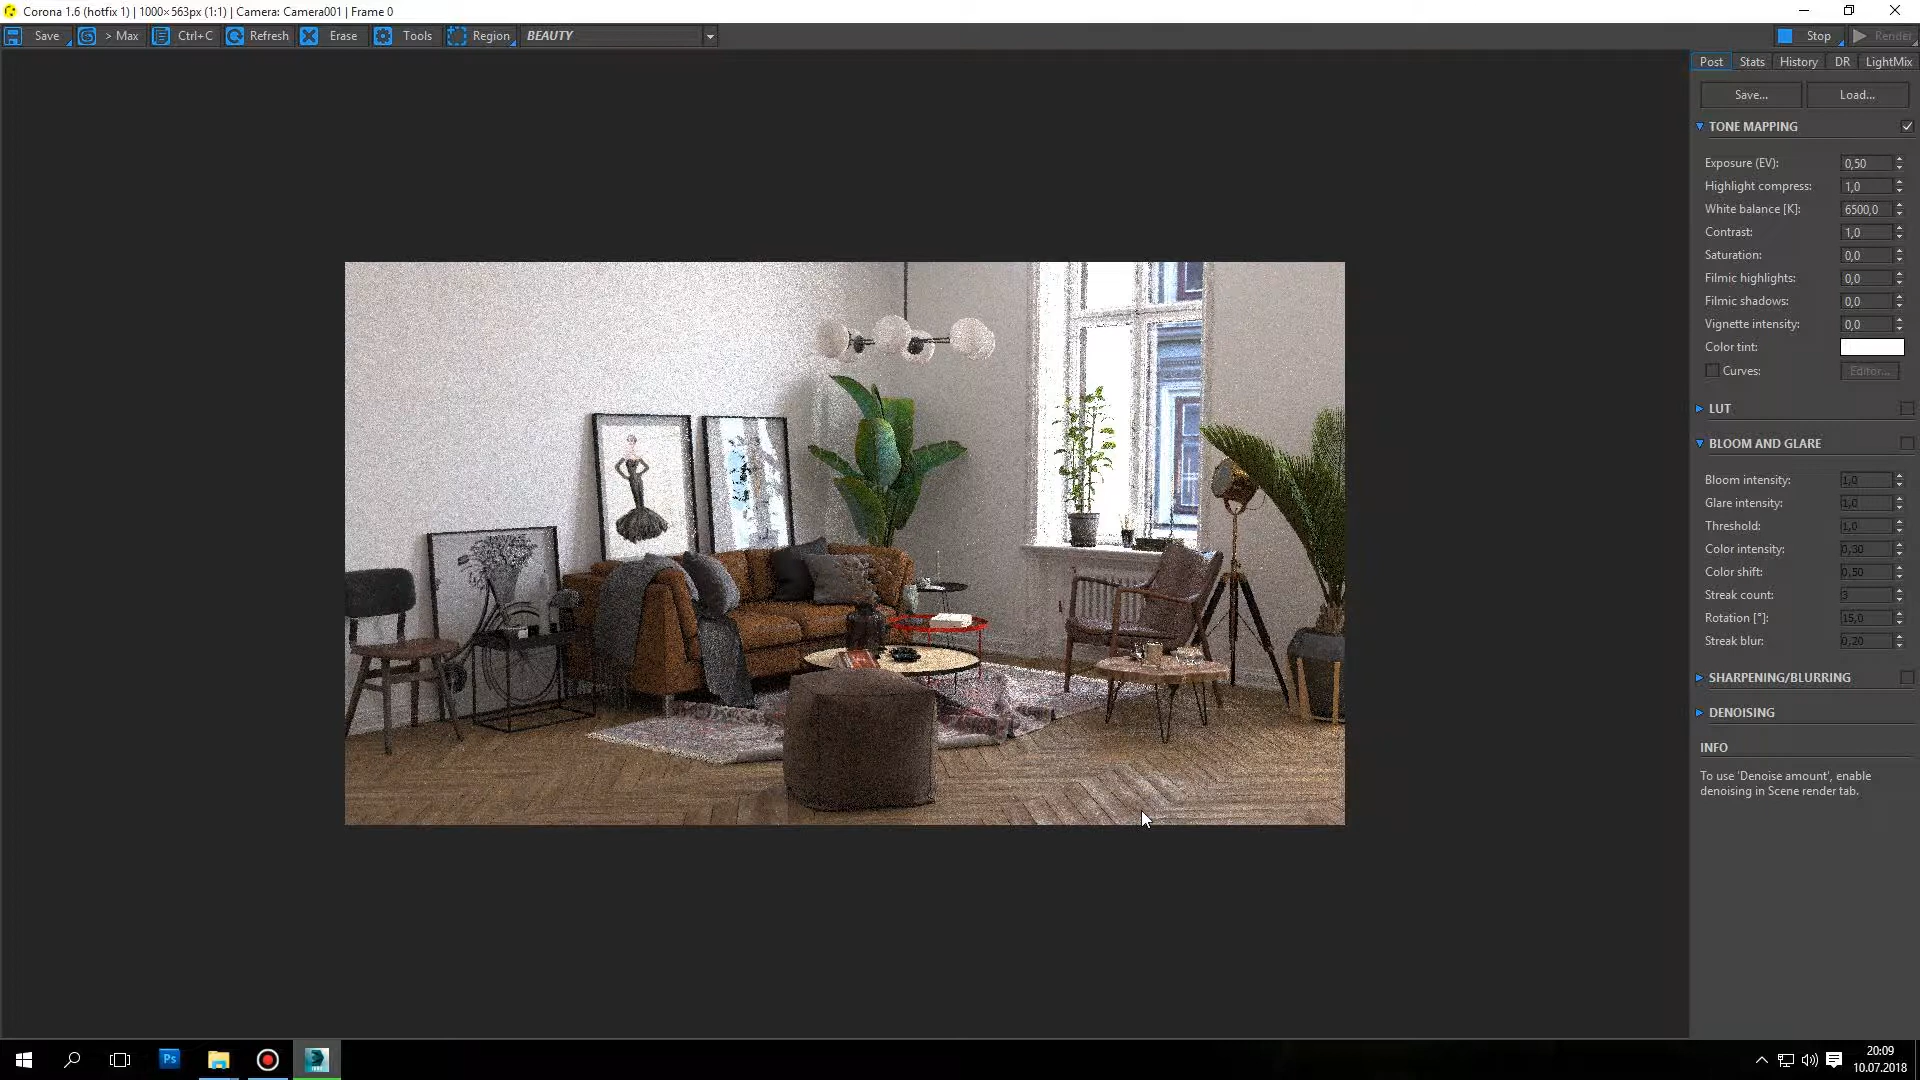 Corona 1.6 (hotfix 1) | 1000×563px (1:1) | Camera: Camera001 | Frame 0
Save > Max Ctrl+C Refresh Erase Tools Region BEAUTY Stop Render
Post Stats History DR LightMix
Save... Load...
TONE MAPPING
Exposure (EV): 0,50
Highlight compress: 1,0
White balance [K]: 6500,0
Contrast: 1,0
Saturation: 0,0
Filmic highlights: 0,0
Filmic shadows: 0,0
Vignette intensity: 0,0
Color tint:
Curves: Editor...
LUT
BLOOM AND GLARE
Bloom intensity: 1,0
Glare intensity: 1,0
Threshold: 1,0
Color intensity: 0,30
Color shift: 0,50
Streak count: 3
Rotation [°]: 15,0
Streak blur: 0,20
SHARPENING/BLURRING
DENOISING
INFO
To use 'Denoise amount', enable
denoising in Scene render tab.
Ps
20:09
10.07.2018